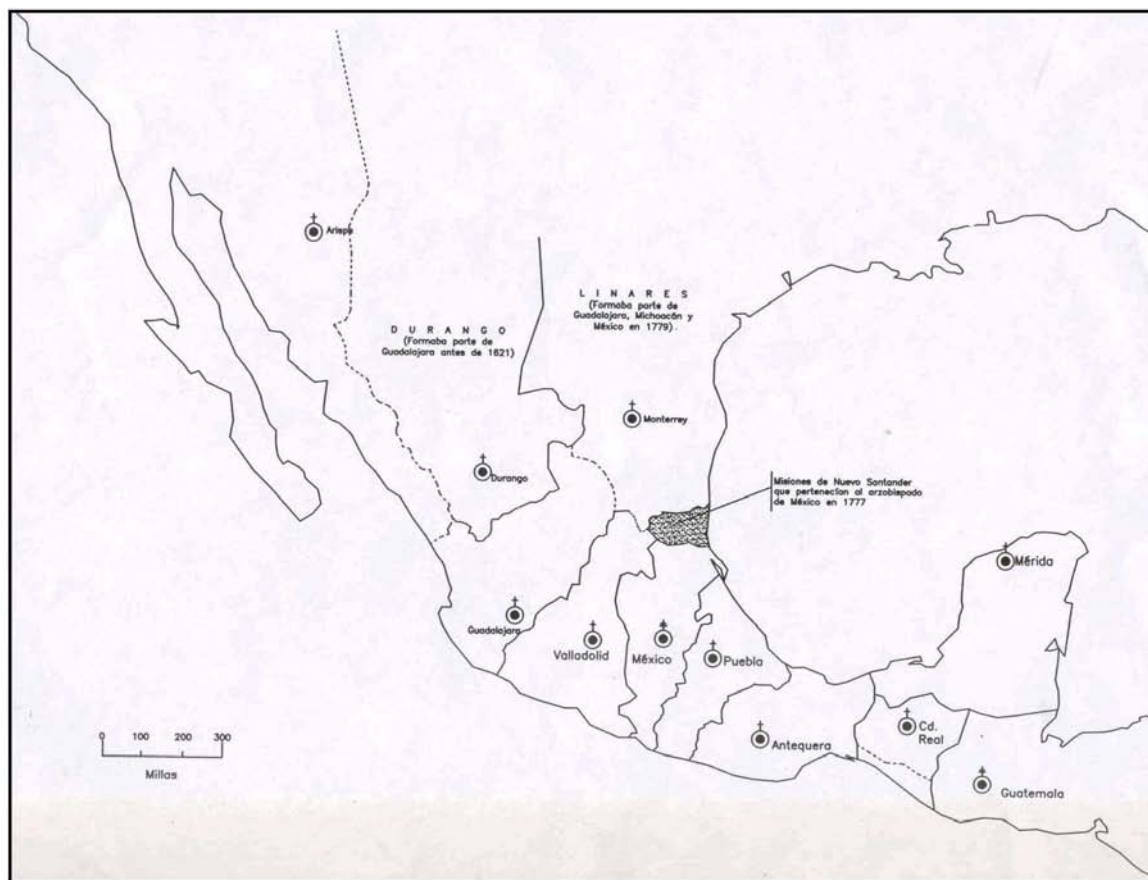 Arispe
L I N A R E S
(Formaba parte de
Guadalajara, Michoacán y
México en 1779).
D U R A N G O
(Formaba parte de
Guadalajara antes de 1621)
Monterrey
Durango
Misiones de Nuevo Santander
que pertenecían al arzobispado
de México en 1777
Mérida
Guadalajara
Valladolid
México
Puebla
Cd.
Real
Antequera
0 100 200 300
Millas
Guatemala